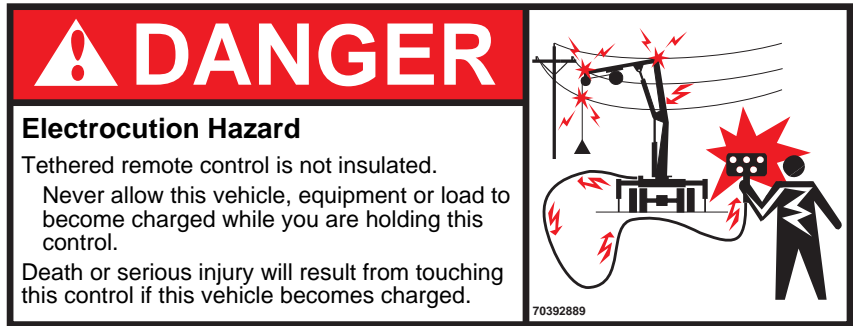 DANGER
Electrocution Hazard
Tethered remote control is not insulated.
Never allow this vehicle, equipment or load to
become charged while you are holding this
control.
Death or serious injury will result from touching
this control if this vehicle becomes charged.
70392889